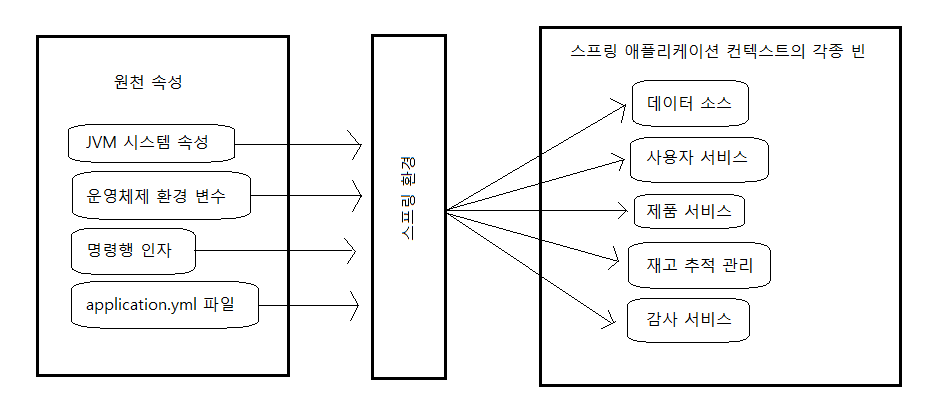 원천 속성
JVM 시스템 속성
운영체제 환경 변수
명령행 인자
application.yml 파일
스프링 환경
스프링 애플리케이션 컨텍스트의 각종 빈
데이터 소스
사용자 서비스
제품 서비스
재고 추적 관리
감사 서비스